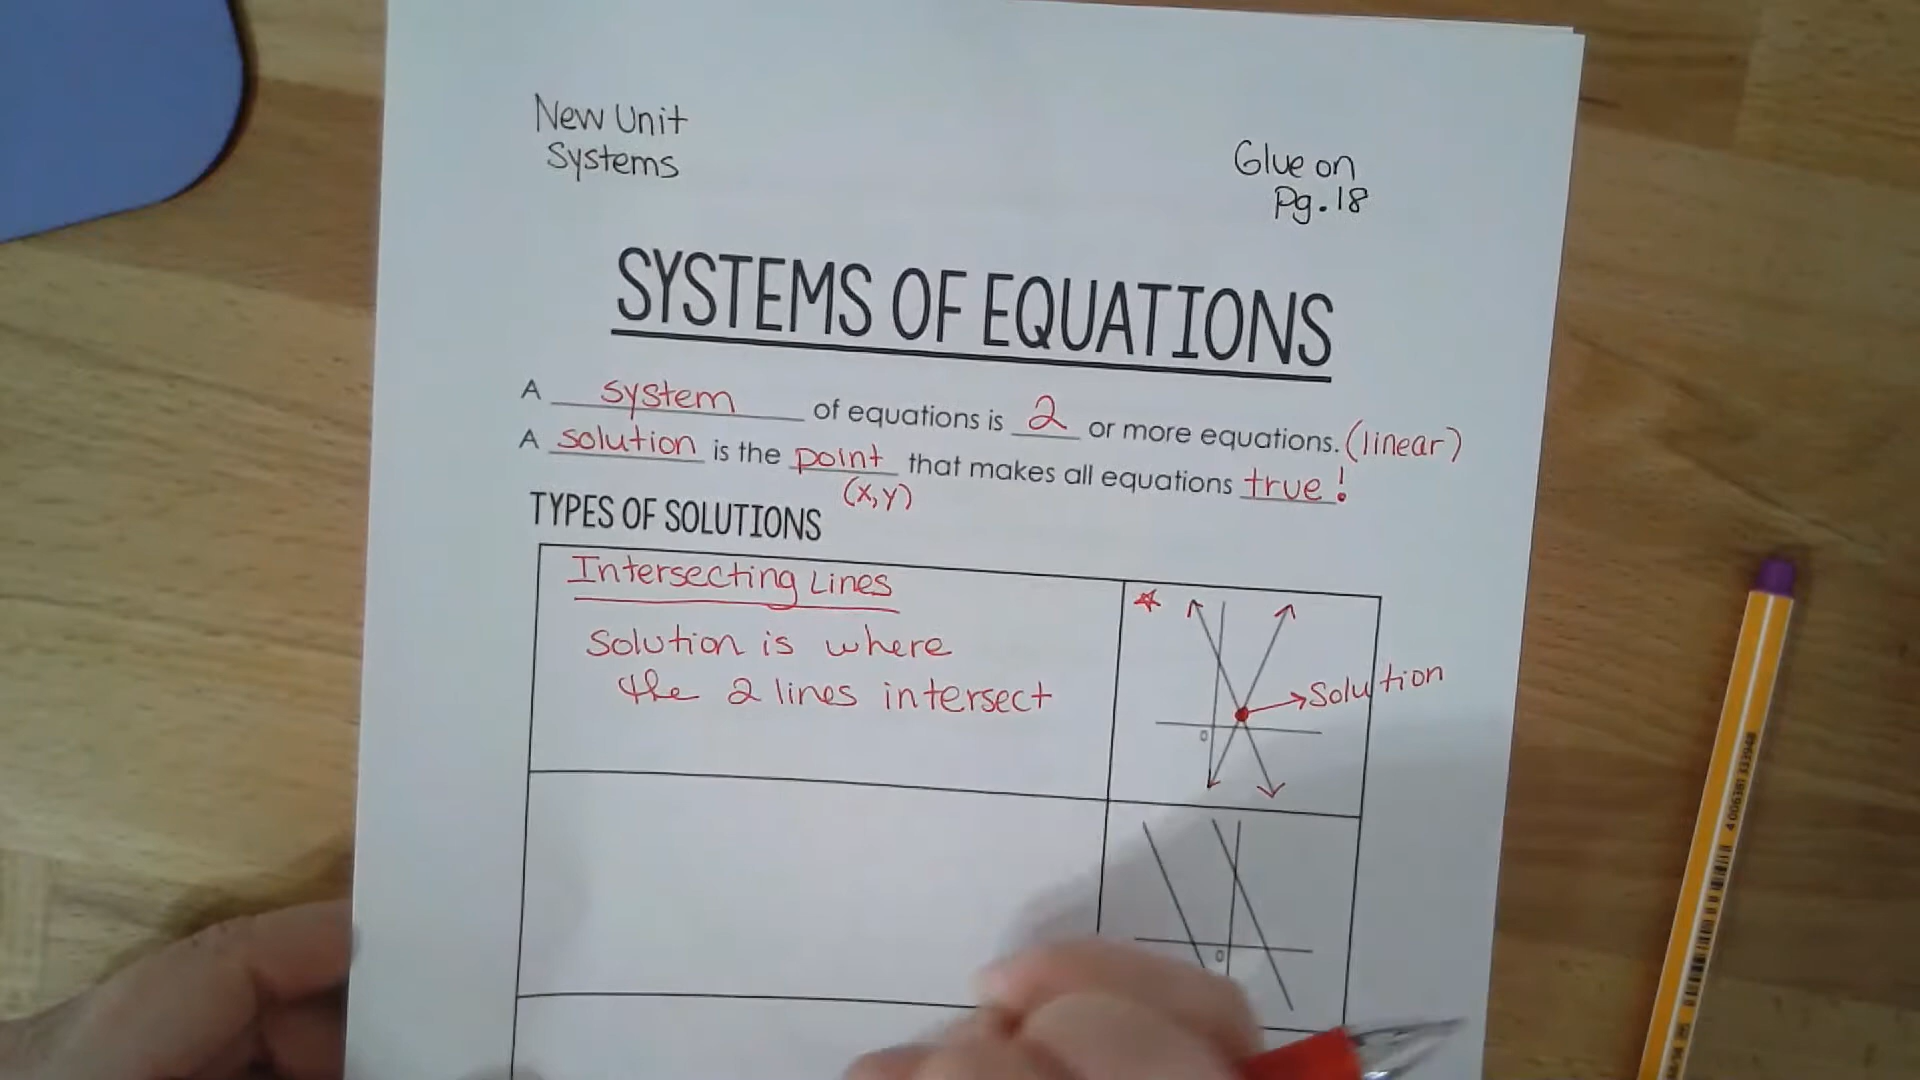 New Unit
Systems
Glue on
Pg. 18
SYSTEMS OF EQUATIONS
A system of equations is 2 or more equations. (linear)
A solution is the point that makes all equations true!
(x,y)
TYPES OF SOLUTIONS
Intersecting Lines
Solution is where
the 2 lines intersect
Solution
0
0